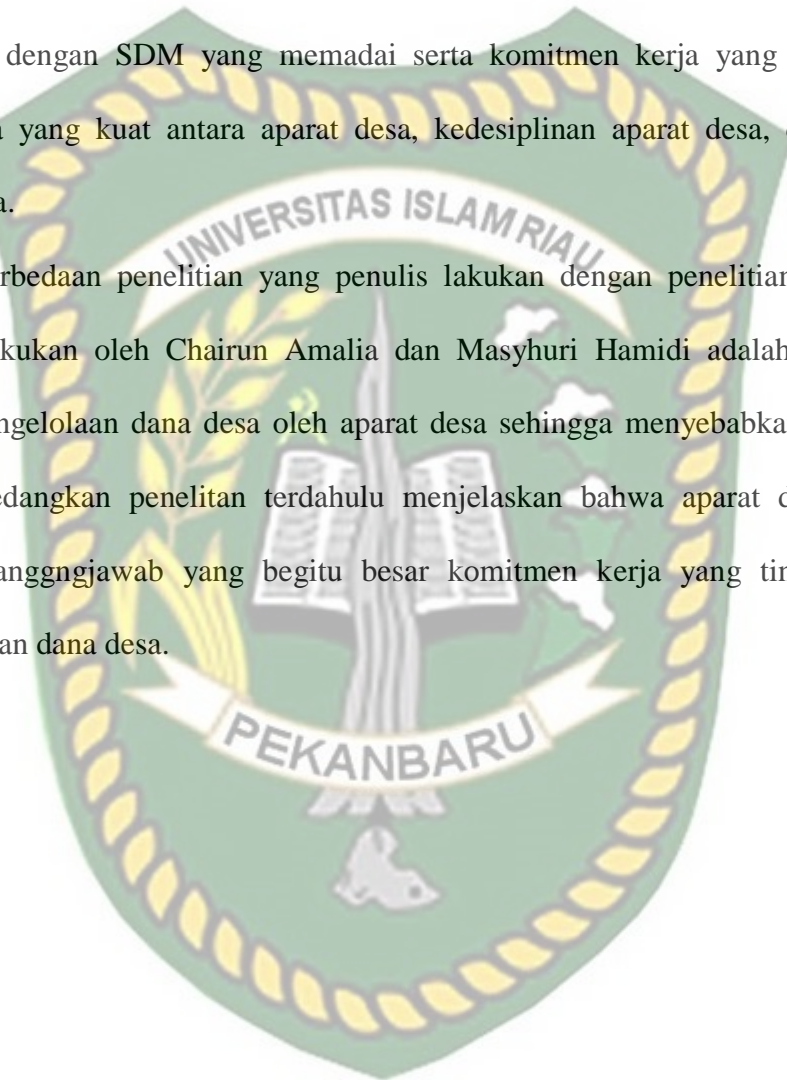 dengan SDM yang memadai serta komitmen kerja yang
yang kuat antara aparat desa, kedesiplinan aparat desa,
a.
UNIVERSITAS ISLAM RIAU
rbedaan penelitian yang penulis lakukan dengan penelitian
kukan oleh Chairun Amalia dan Masyhuri Hamidi adalah
ngelolaan dana desa oleh aparat desa sehingga menyebabka
edangkan penelitan terdahulu menjelaskan bahwa aparat d
anggngjawab yang begitu besar komitmen kerja yang tin
an dana desa.
PEKANBARU